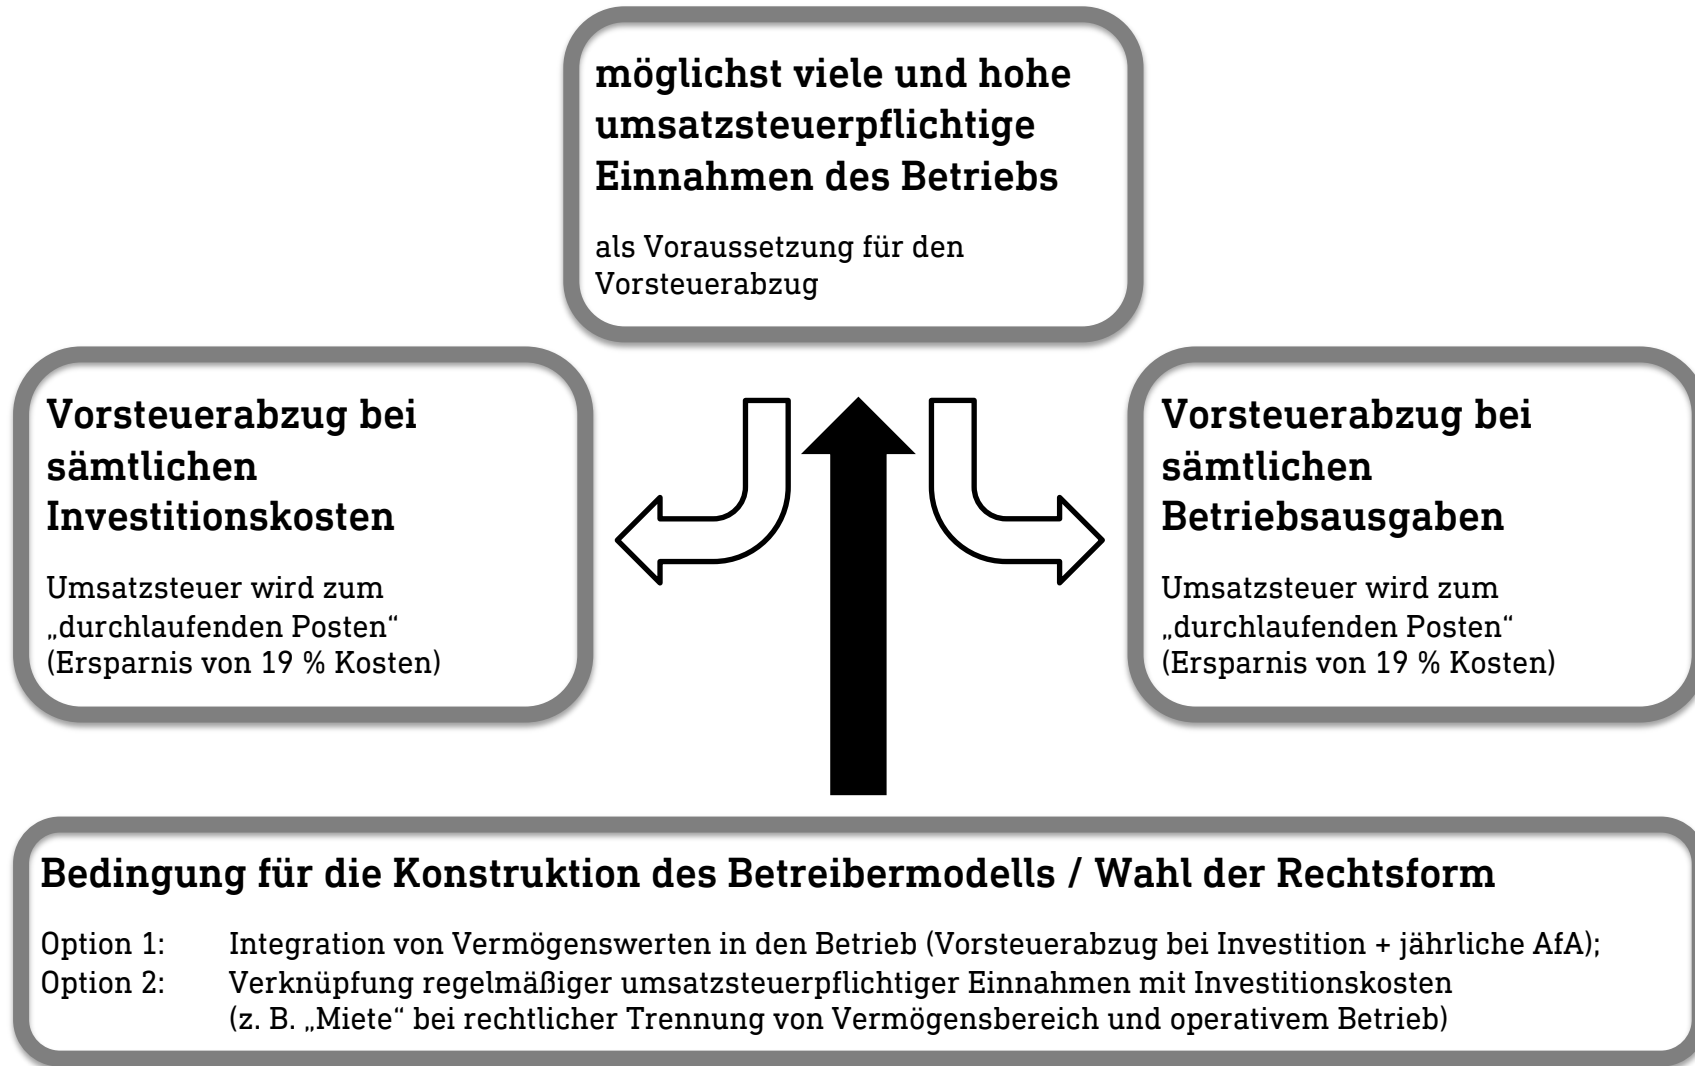 möglichst viele und hohe
umsatzsteuerpflichtige
Einnahmen des Betriebs
als Voraussetzung für den
Vorsteuerabzug
Vorsteuerabzug bei
sämtlichen
Investitionskosten
Umsatzsteuer wird zum
„durchlaufenden Posten“
(Ersparnis von 19 % Kosten)
Vorsteuerabzug bei
sämtlichen
Betriebsausgaben
Umsatzsteuer wird zum
„durchlaufenden Posten“
(Ersparnis von 19 % Kosten)
Bedingung für die Konstruktion des Betreibermodells / Wahl der Rechtsform
Option 1: Integration von Vermögenswerten in den Betrieb (Vorsteuerabzug bei Investition + jährliche AfA);
Option 2: Verknüpfung regelmäßiger umsatzsteuerpflichtiger Einnahmen mit Investitionskosten
(z. B. „Miete“ bei rechtlicher Trennung von Vermögensbereich und operativem Betrieb)